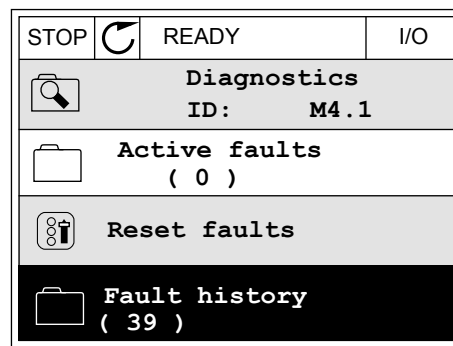 STOP READY I/O
Diagnostics
ID: M4.1
Active faults
( 0 )
Reset faults
Fault history
( 39 )